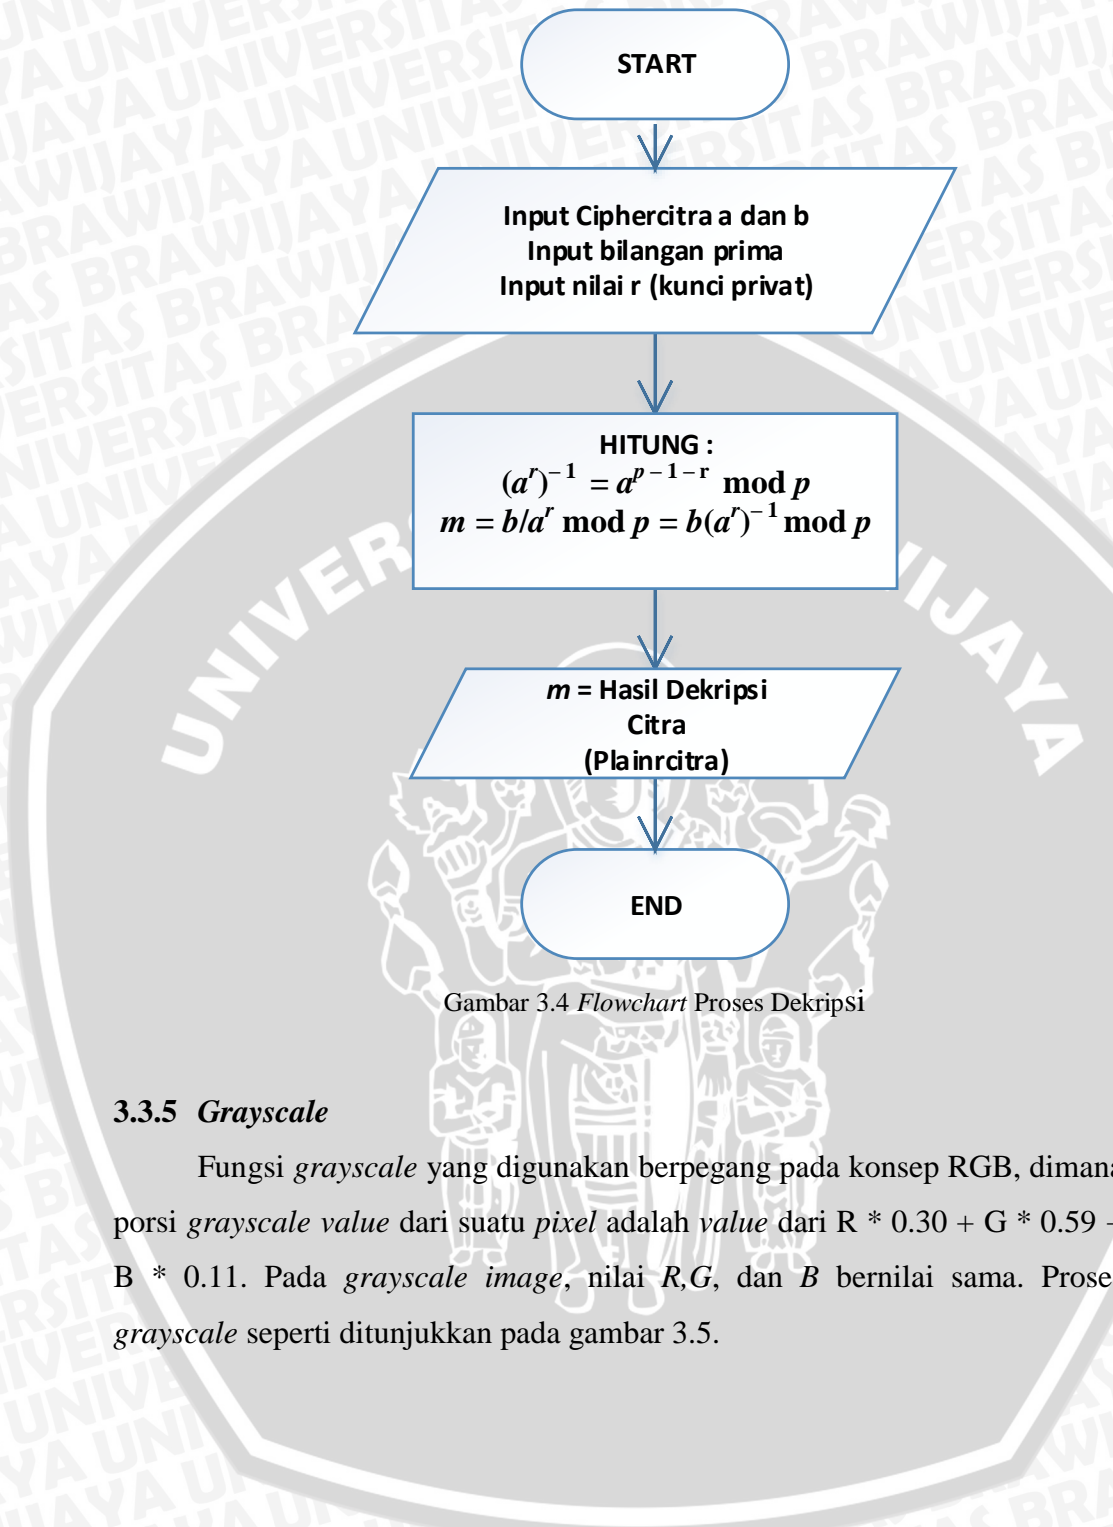 START
Input Ciphercitra a dan b
Input bilangan prima
Input nilai r (kunci privat)
HITUNG :
(a^r)^– 1 = a^p – 1 – r mod p
m = b/a^r mod p = b(a^r)^– 1 mod p
m = Hasil Dekripsi
Citra
(Plainrcitra)
END
Gambar 3.4 Flowchart Proses Dekripsi
3.3.5 Grayscale
Fungsi grayscale yang digunakan berpegang pada konsep RGB, dimana
porsi grayscale value dari suatu pixel adalah value dari R * 0.30 + G * 0.59
B * 0.11. Pada grayscale image, nilai R,G, dan B bernilai sama. Prose
grayscale seperti ditunjukkan pada gambar 3.5.